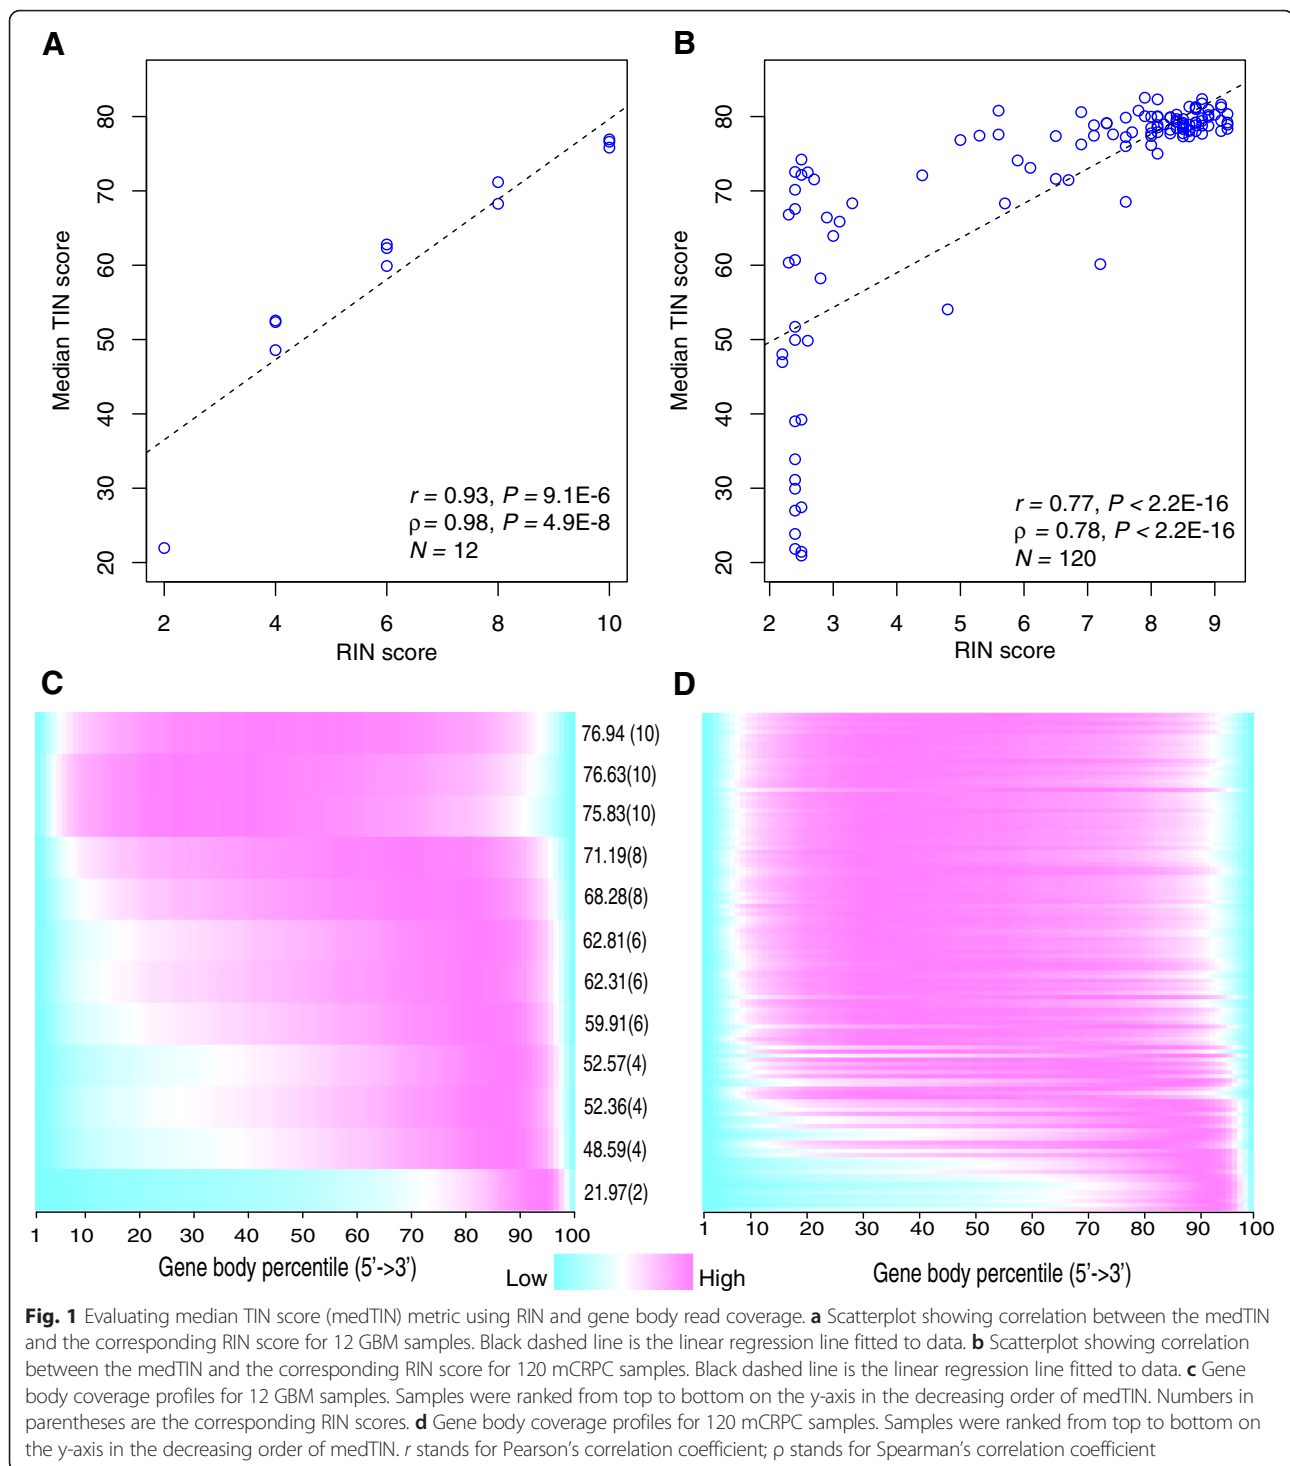 A
B
Median TIN score
80
70
60
50
40
30
20
r = 0.93, P = 9.1E-6
ρ = 0.98, P = 4.9E-8
N = 12
2 4 6 8 10
RIN score
Median TIN score
80
70
60
50
40
30
20
r = 0.77, P < 2.2E-16
ρ = 0.78, P < 2.2E-16
N = 120
2 3 4 5 6 7 8 9
RIN score
C
D
76.94 (10)
76.63(10)
75.83(10)
71.19(8)
68.28(8)
62.81(6)
62.31(6)
59.91(6)
52.57(4)
52.36(4)
48.59(4)
21.97(2)
1 10 20 30 40 50 60 70 80 90 100
Gene body percentile (5'->3')
1 10 20 30 40 50 60 70 80 90 100
Gene body percentile (5'->3')
Low High
Fig. 1 Evaluating median TIN score (medTIN) metric using RIN and gene body read coverage. a Scatterplot showing correlation between the medTIN
and the corresponding RIN score for 12 GBM samples. Black dashed line is the linear regression line fitted to data. b Scatterplot showing correlation
between the medTIN and the corresponding RIN score for 120 mCRPC samples. Black dashed line is the linear regression line fitted to data. c Gene
body coverage profiles for 12 GBM samples. Samples were ranked from top to bottom on the y-axis in the decreasing order of medTIN. Numbers in
parentheses are the corresponding RIN scores. d Gene body coverage profiles for 120 mCRPC samples. Samples were ranked from top to bottom on
the y-axis in the decreasing order of medTIN. r stands for Pearson's correlation coefficient; ρ stands for Spearman's correlation coefficient